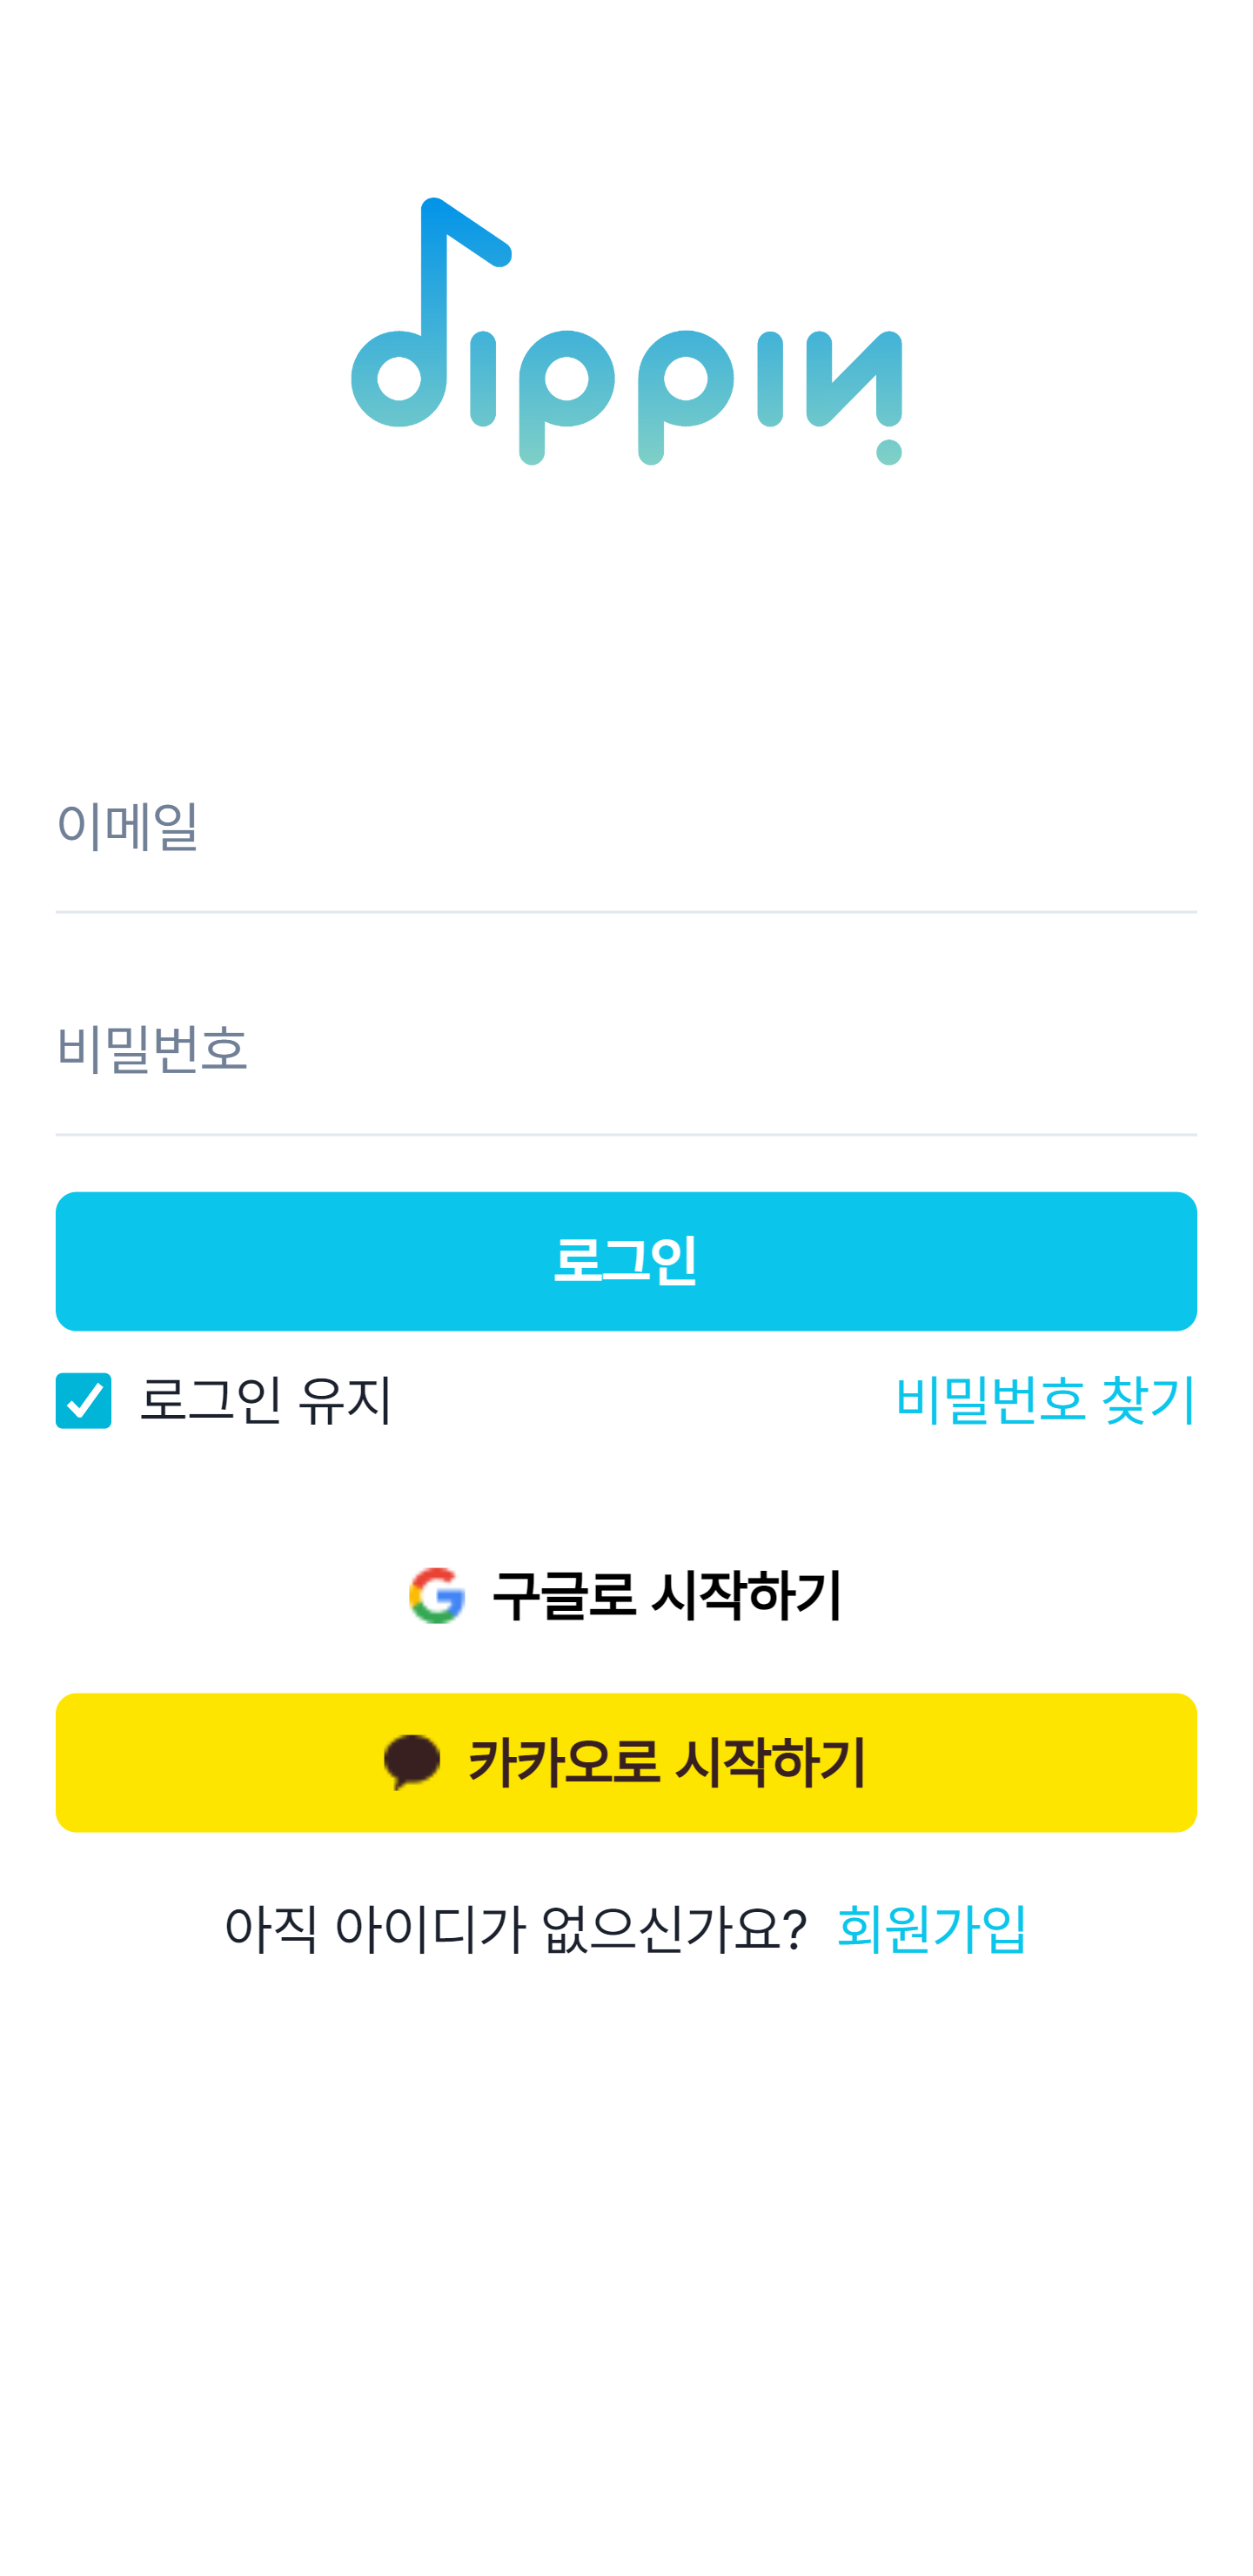 dippin
이메일
비밀번호
로그인
로그인 유지
비밀번호 찾기
구글로 시작하기
카카오로 시작하기
아직 아이디가 없으신가요? 회원가입